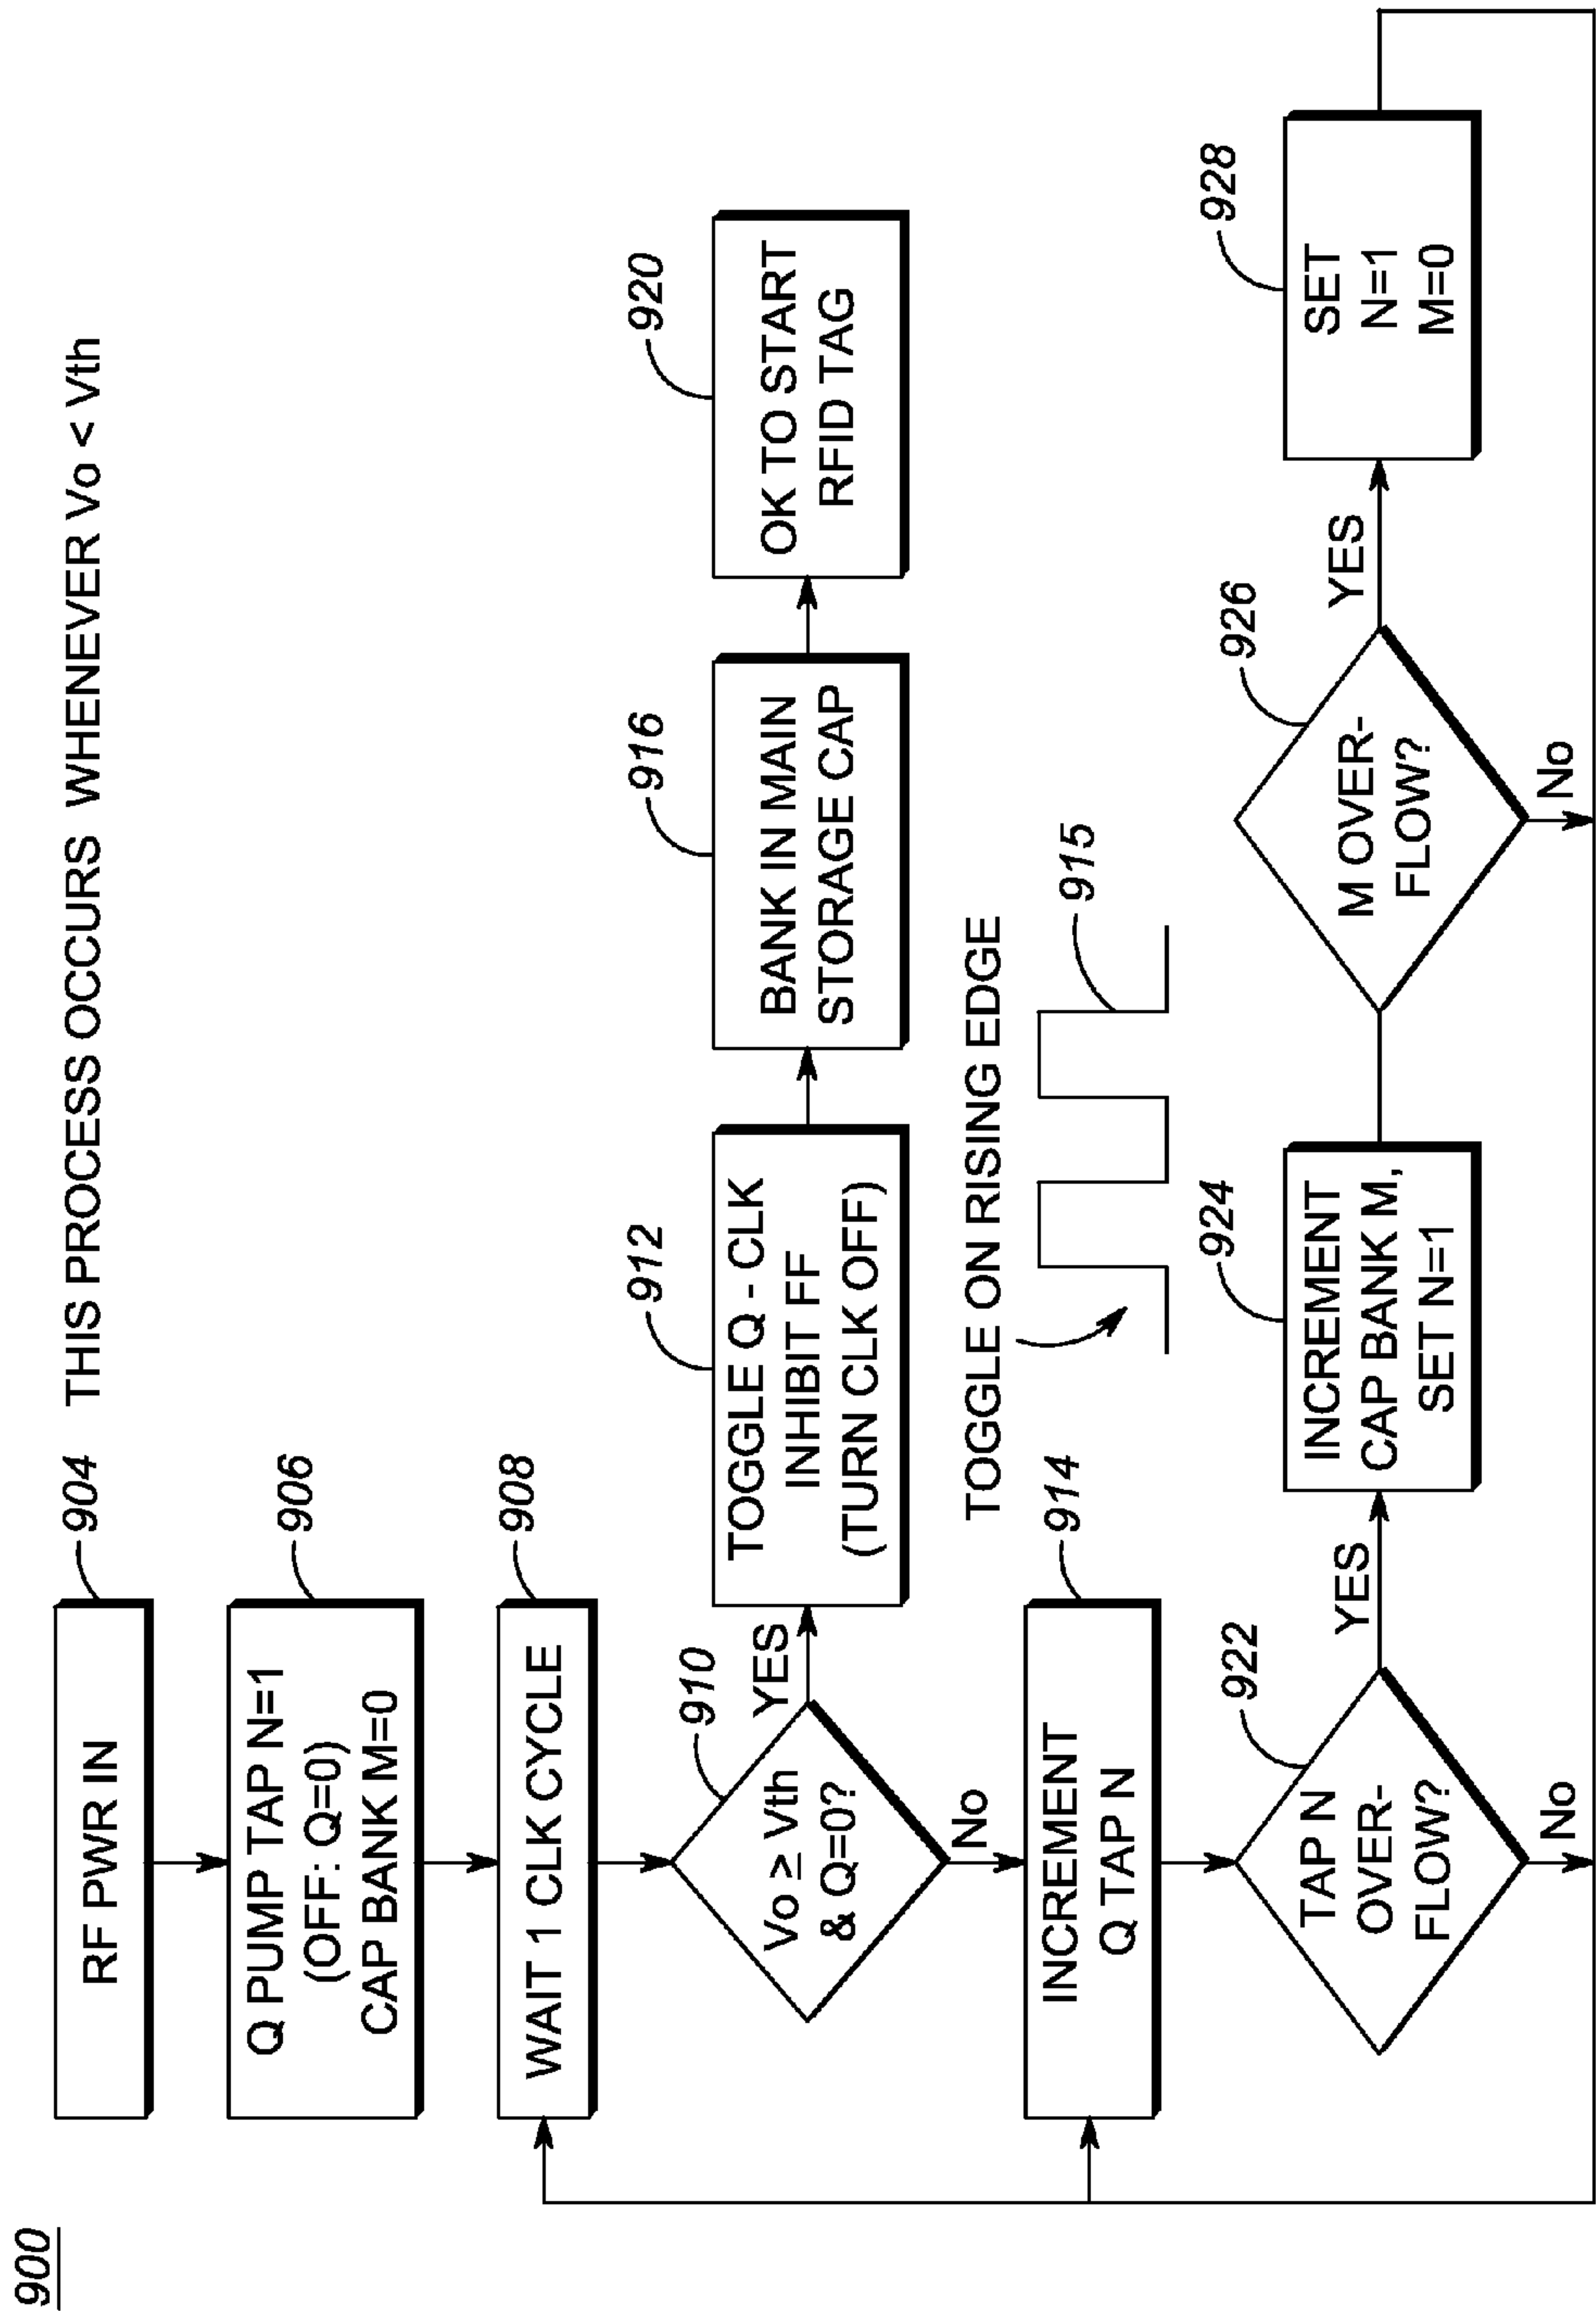 900
THIS PROCESS OCCURS WHENEVER Vo < Vth
904
RF PWR IN
906
Q PUMP TAP N=1
(OFF: Q=0)
CAP BANK M=0
908
WAIT 1 CLK CYCLE
910
Vo ≥ Vth
& Q=0?
YES
No
912
TOGGLE Q - CLK
INHIBIT FF
(TURN CLK OFF)
916
BANK IN MAIN
STORAGE CAP
920
OK TO START
RFID TAG
914
INCREMENT
Q TAP N
TOGGLE ON RISING EDGE
915
922
TAP N
OVER-
FLOW?
YES
No
924
INCREMENT
CAP BANK M,
SET N=1
926
M OVER-
FLOW?
YES
No
928
SET
N=1
M=0